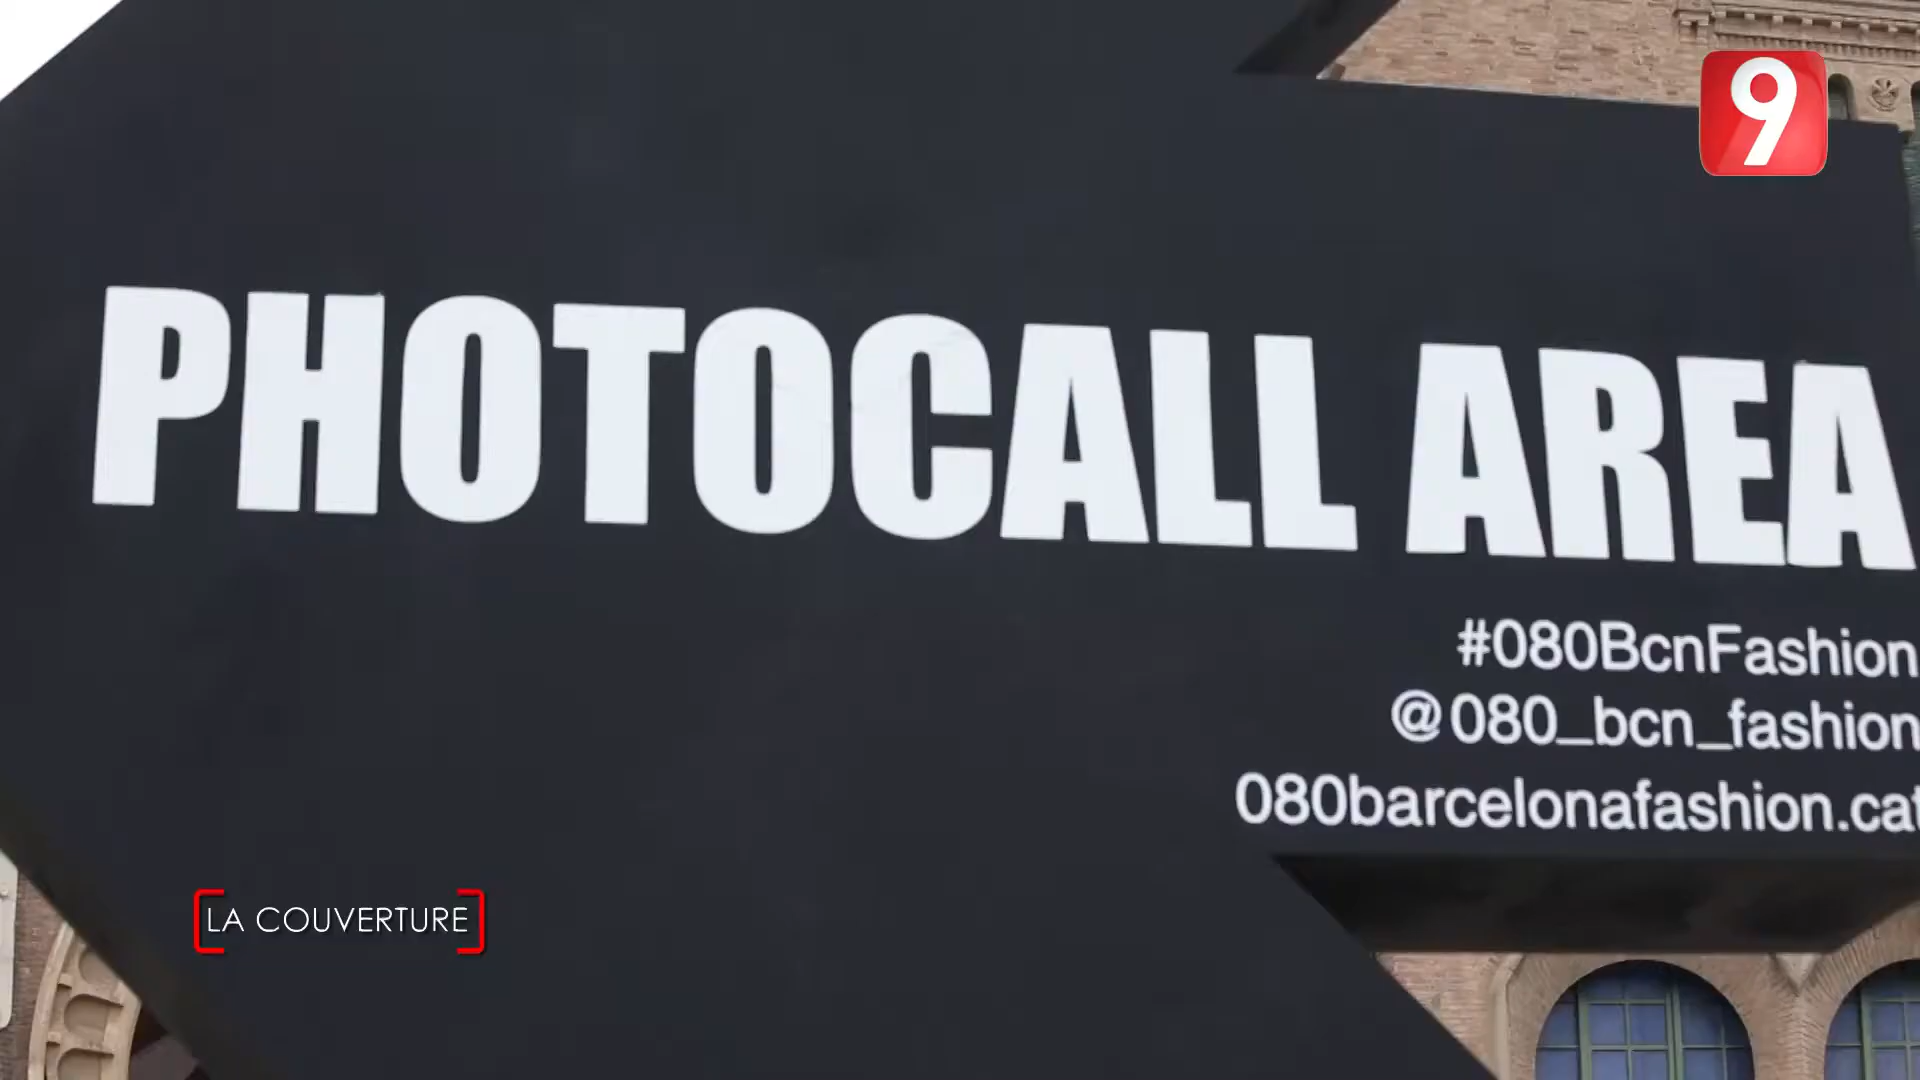 9
PHOTOCALL AREA
#080BcnFashion
@080_bcn_fashion
080barcelonafashion.cat
LA COUVERTURE